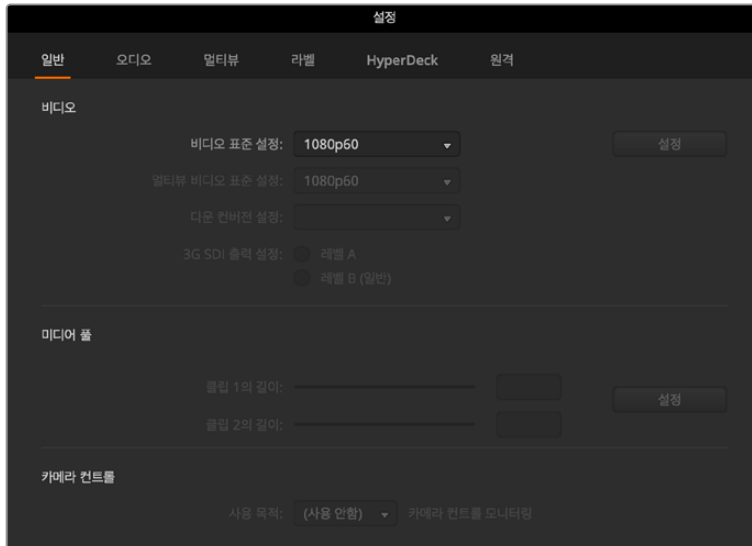 설정
일반 오디오 멀티뷰 라벨 HyperDeck 원격
비디오
비디오 표준 설정: 1080p60 설정
멀티뷰 비디오 표준 설정: 1080p60
다운 컨버전 설정:
3G SDI 출력 설정: 레벨 A
레벨 B (일반)
미디어 풀
클립 1의 길이:
설정
클립 2의 길이:
카메라 컨트롤
사용 목적: (사용 안함) 카메라 컨트롤 모니터링